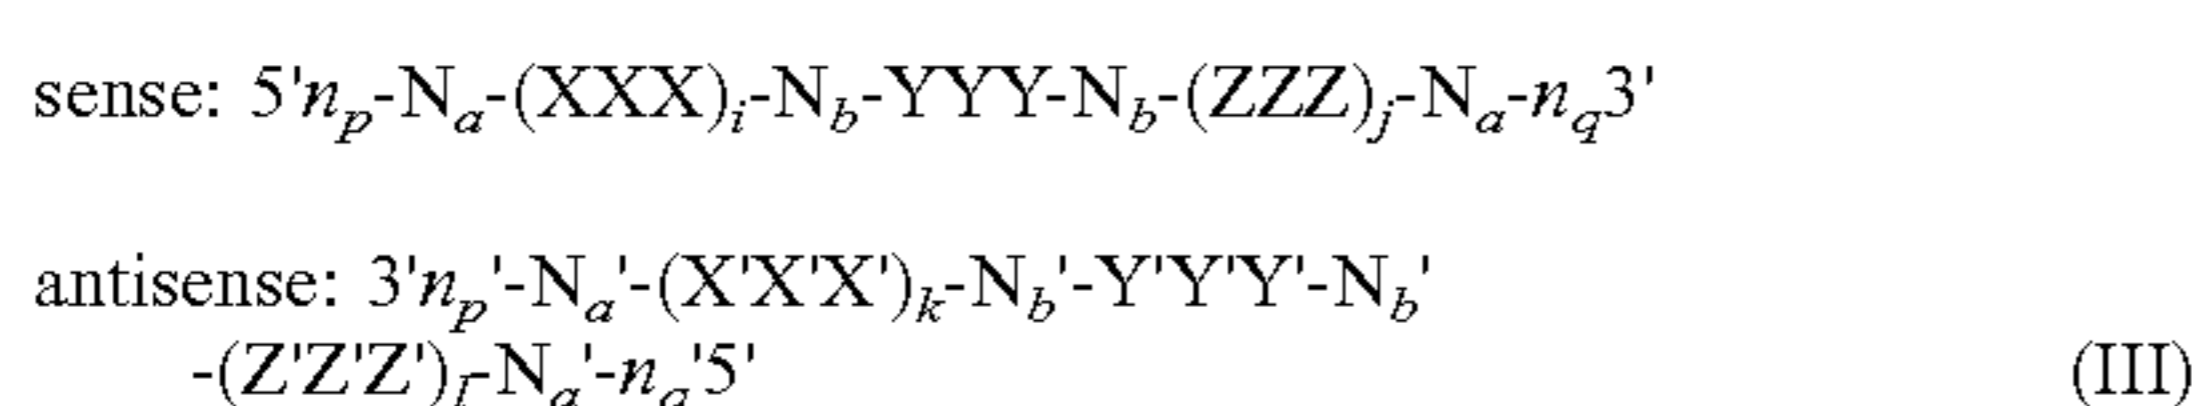 sense: 5'n_p-N_a-(XXX)_i-N_b-YYY-N_b-(ZZZ)_j-N_a-n_q3'
antisense: 3'n_p'-N_a'-(X'X'X')_k-N_b'-Y'Y'Y'-N_b'
-(Z'Z'Z')_l-N_a'-n_q'5' (III)